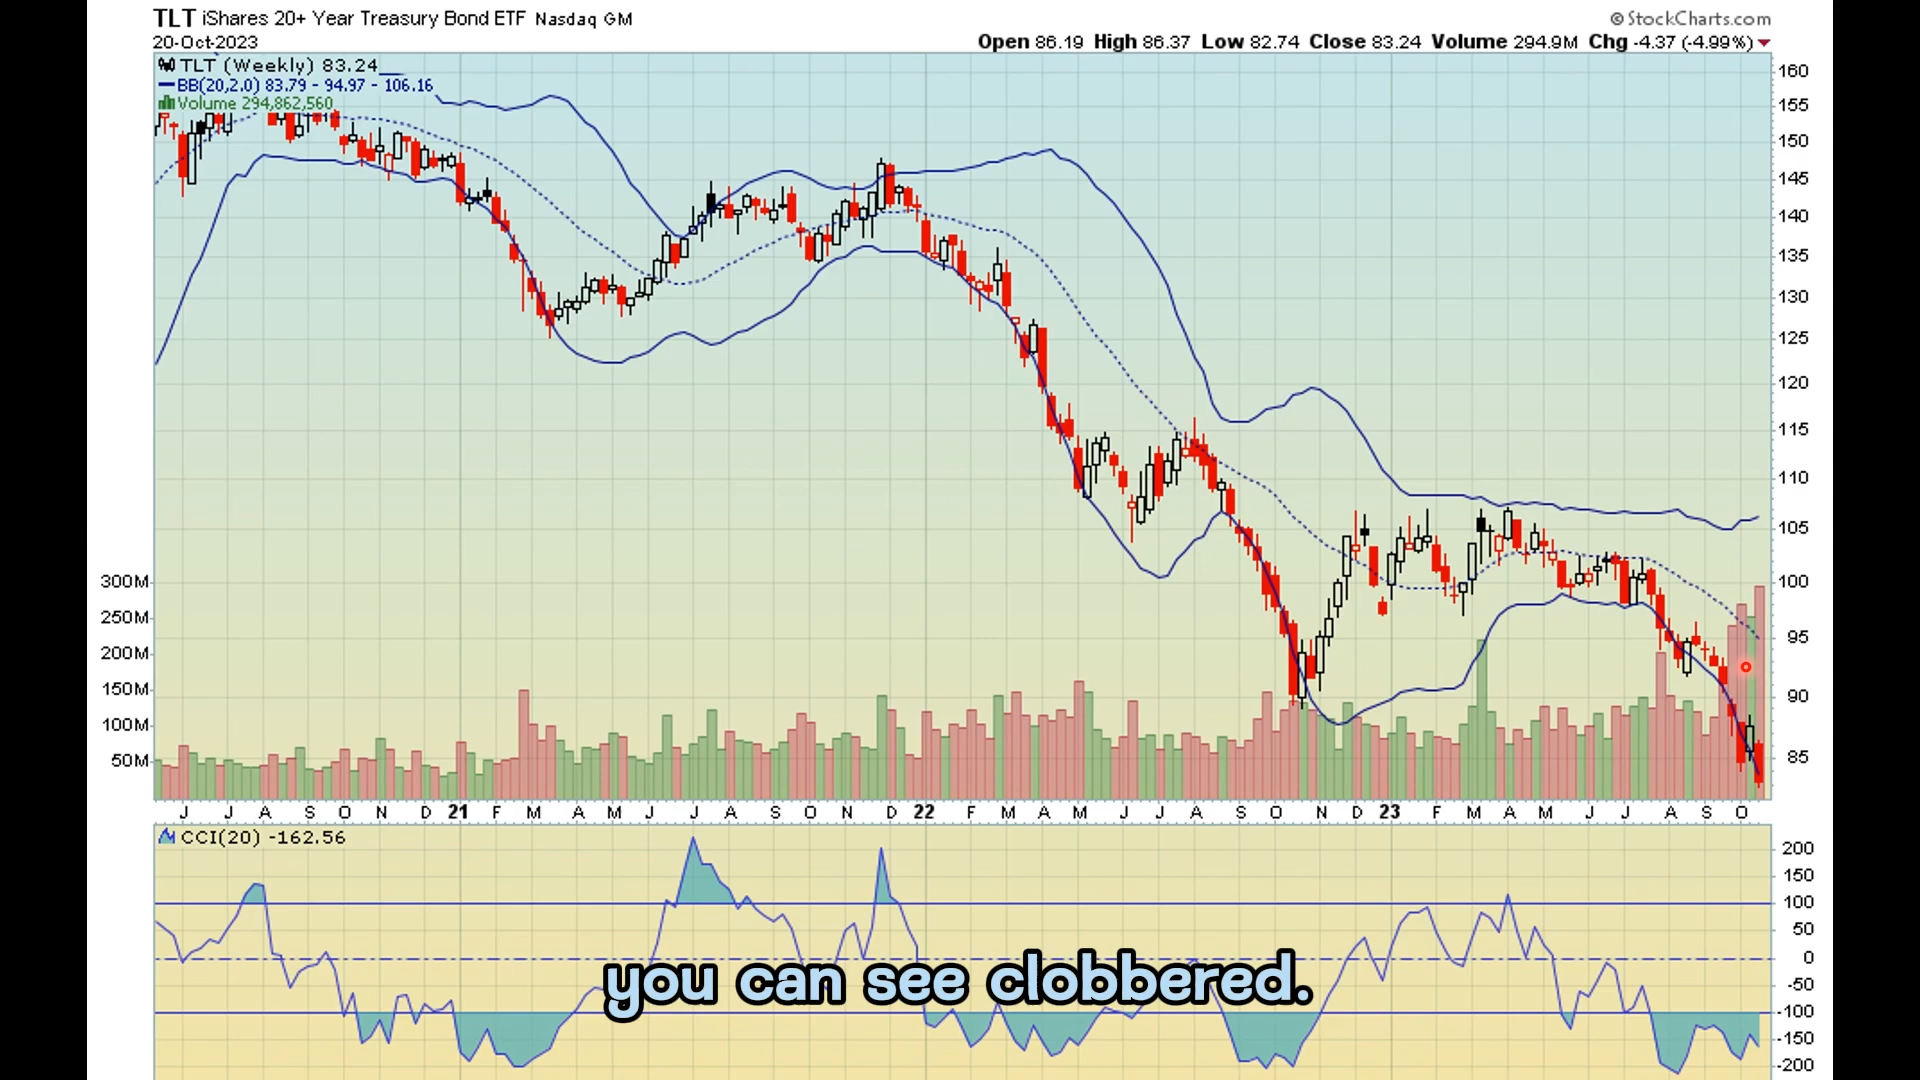 TLT iShares 20+ Year Treasury Bond ETF Nasdaq GM
© StockCharts.com
20-Oct-2023
Open 86.19 High 86.37 Low 82.74 Close 83.24 Volume 294.9M Chg -4.37 (-4.99%)
TLT (Weekly) 83.24
BB(20,2.0) 83.79 - 94.97 - 106.16
Volume 294,862,560
160
155
150
145
140
135
130
125
120
115
110
105
100
95
90
85
300M
250M
200M
150M
100M
50M
J J A S O N D 21 F M A M J J A S O N D 22 F M A M J J A S O N D 23 F M A M J J A S O
CCI(20) -162.56
200
150
100
50
0
-50
-100
-150
-200
you can see clobbered.